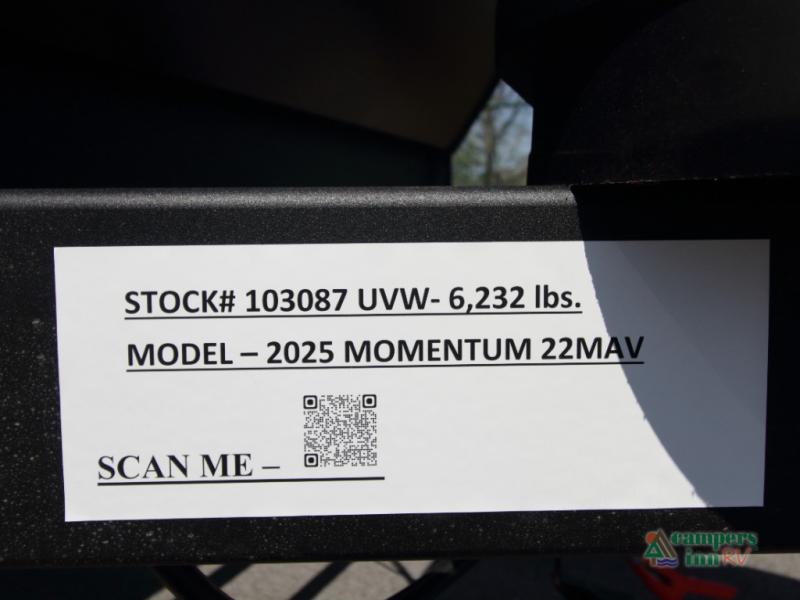 STOCK# 103087 UVW- 6,232 lbs.
MODEL – 2025 MOMENTUM 22MAV
SCAN ME –
campers
inn RV